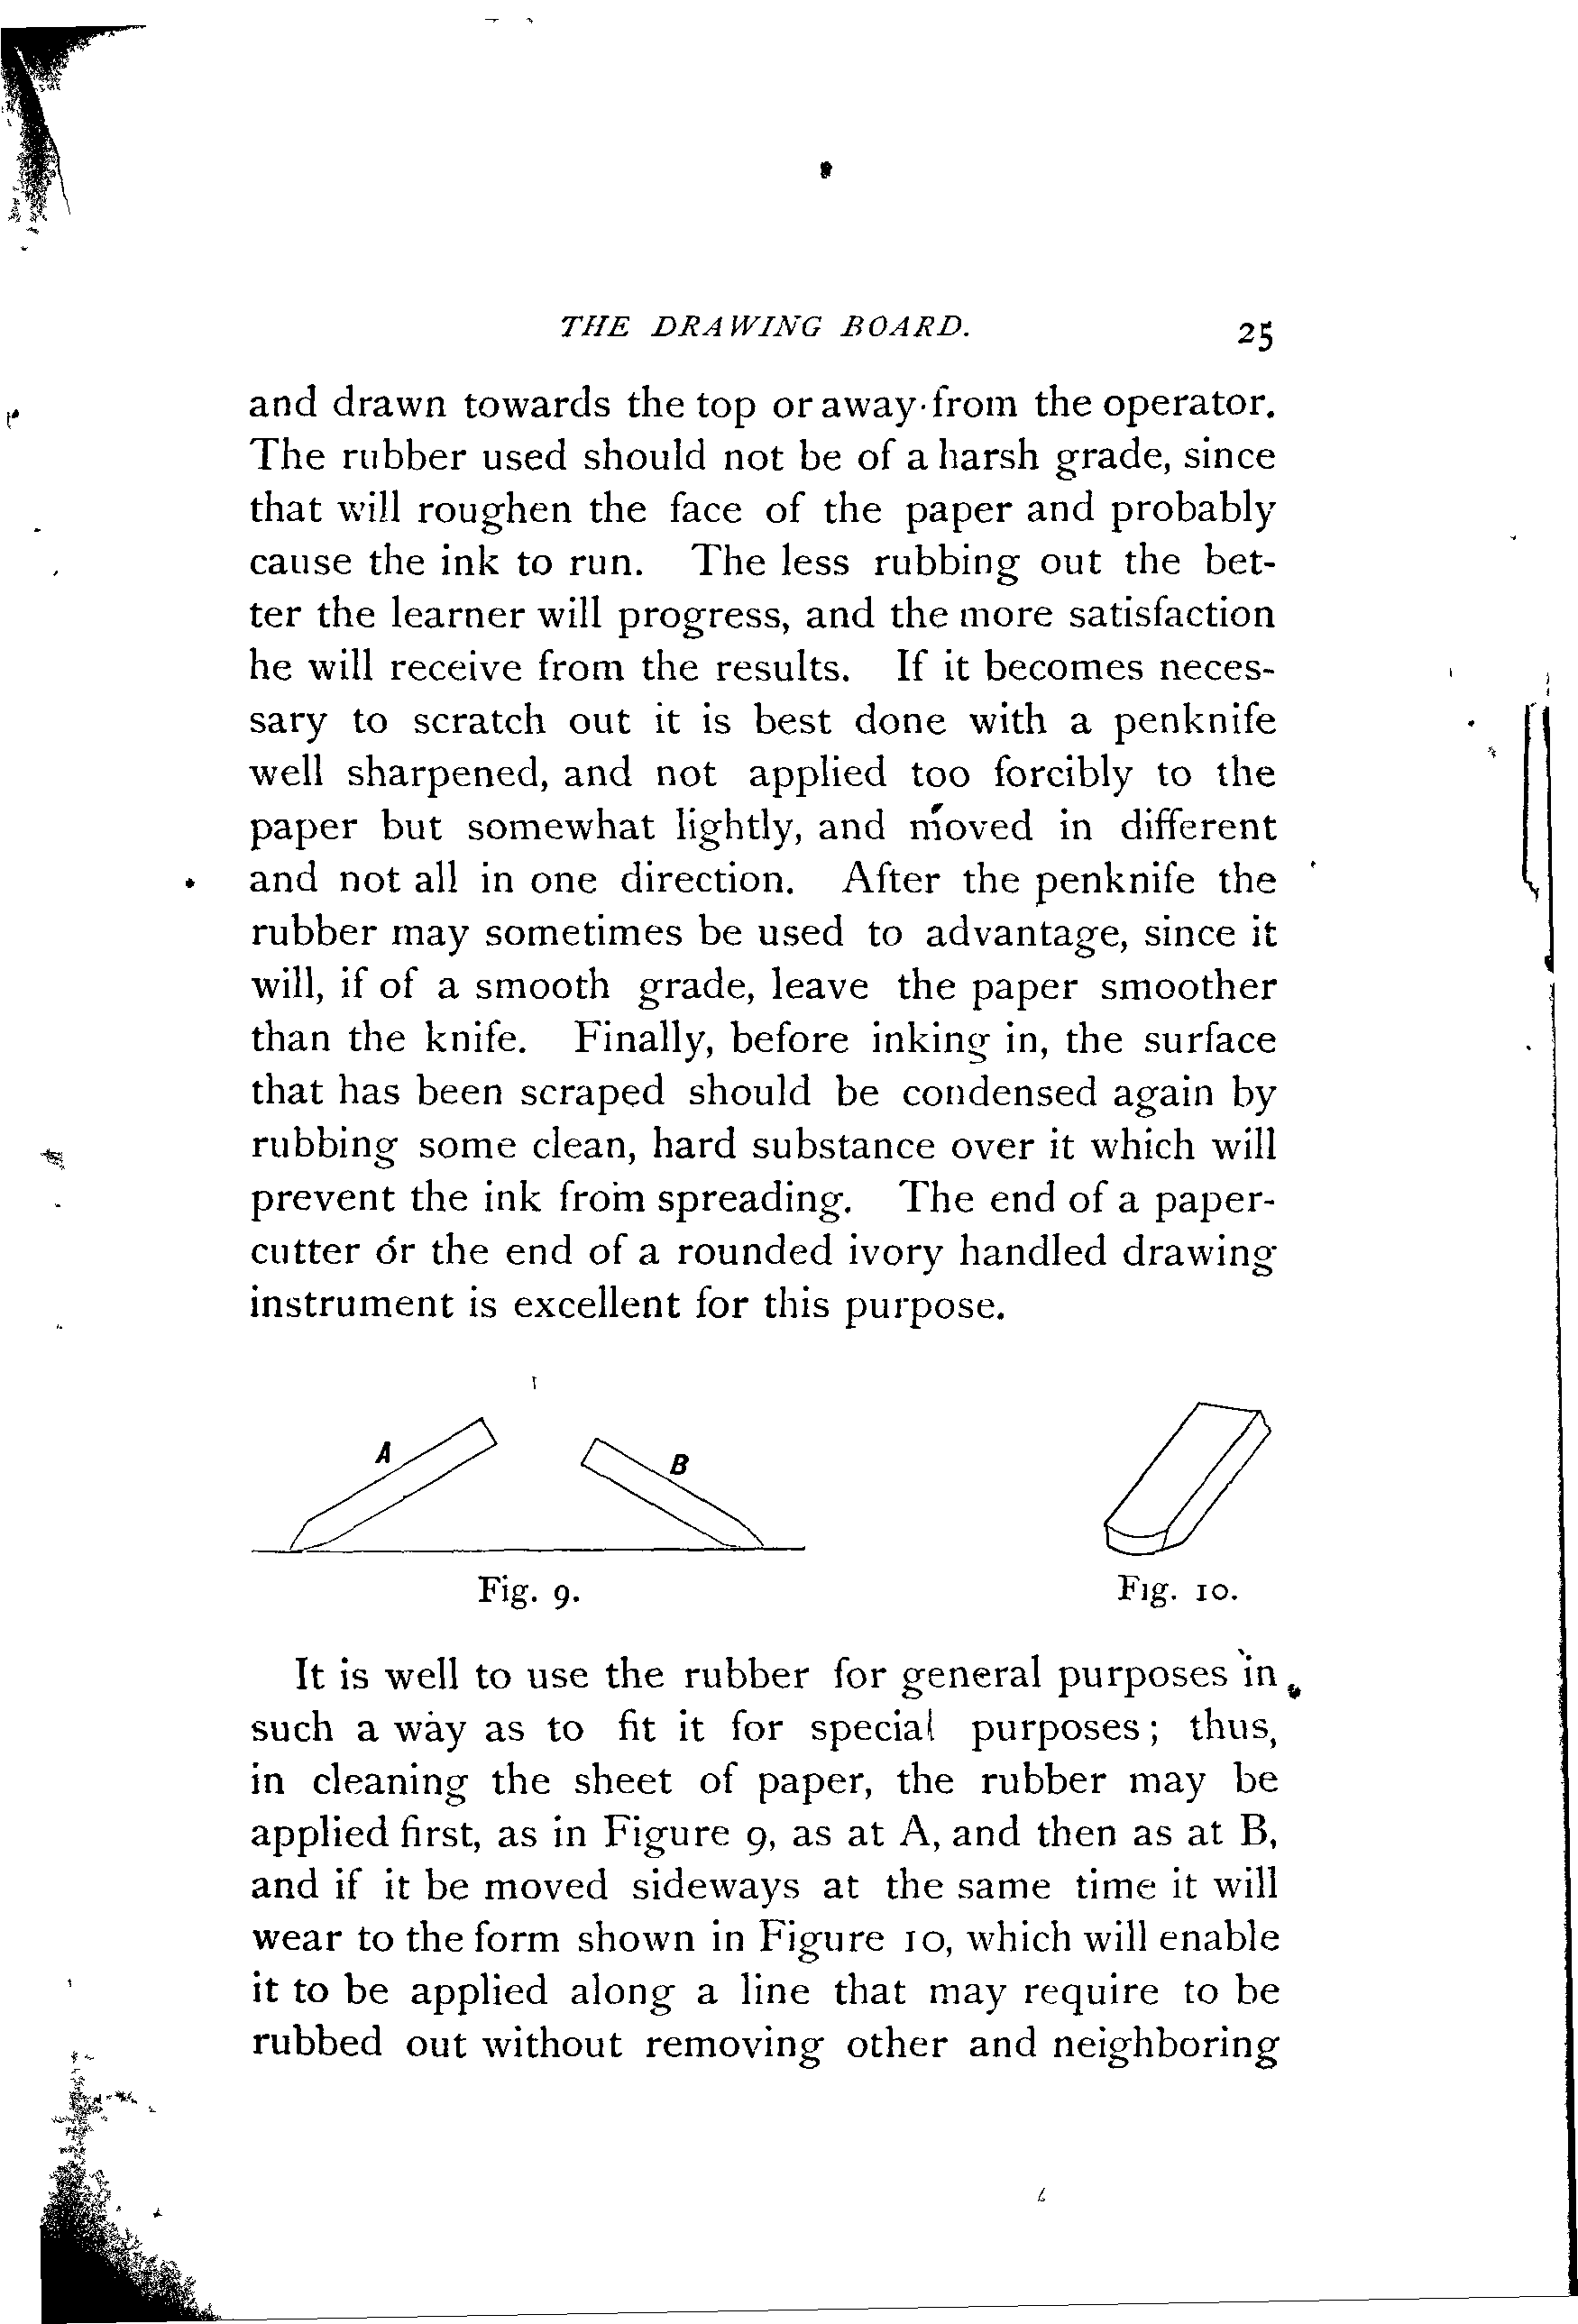 THE DRAWING BOARD. 25
and drawn towards the top or away from the operator.
The rubber used should not be of a harsh grade, since
that will roughen the face of the paper and probably
cause the ink to run. The less rubbing out the bet-
ter the learner will progress, and the more satisfaction
he will receive from the results. If it becomes neces-
sary to scratch out it is best done with a penknife
well sharpened, and not applied too forcibly to the
paper but somewhat lightly, and moved in different
and not all in one direction. After the penknife the
rubber may sometimes be used to advantage, since it
will, if of a smooth grade, leave the paper smoother
than the knife. Finally, before inking in, the surface
that has been scraped should be condensed again by
rubbing some clean, hard substance over it which will
prevent the ink from spreading. The end of a paper-
cutter or the end of a rounded ivory handled drawing
instrument is excellent for this purpose.
A B
Fig. 9. Fig. 10.
It is well to use the rubber for general purposes in
such a way as to fit it for special purposes; thus,
in cleaning the sheet of paper, the rubber may be
applied first, as in Figure 9, as at A, and then as at B,
and if it be moved sideways at the same time it will
wear to the form shown in Figure 10, which will enable
it to be applied along a line that may require to be
rubbed out without removing other and neighboring